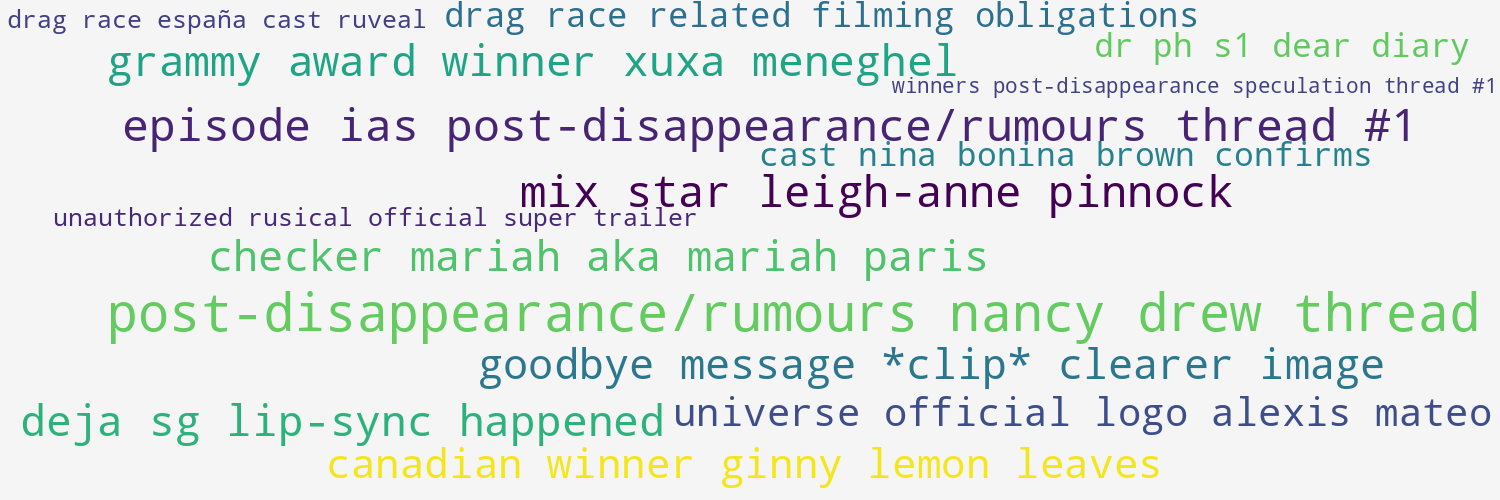 drag race españa cast ruveal
drag race related filming obligations
dr ph s1 dear diary
grammy award winner xuxa meneghel
winners post-disappearance speculation thread #1
episode ias post-disappearance/rumours thread #1
cast nina bonina brown confirms
mix star leigh-anne pinnock
unauthorized rusical official super trailer
checker mariah aka mariah paris
post-disappearance/rumours nancy drew thread
goodbye message *clip* clearer image
universe official logo alexis mateo
deja sg lip-sync happened
canadian winner ginny lemon leaves